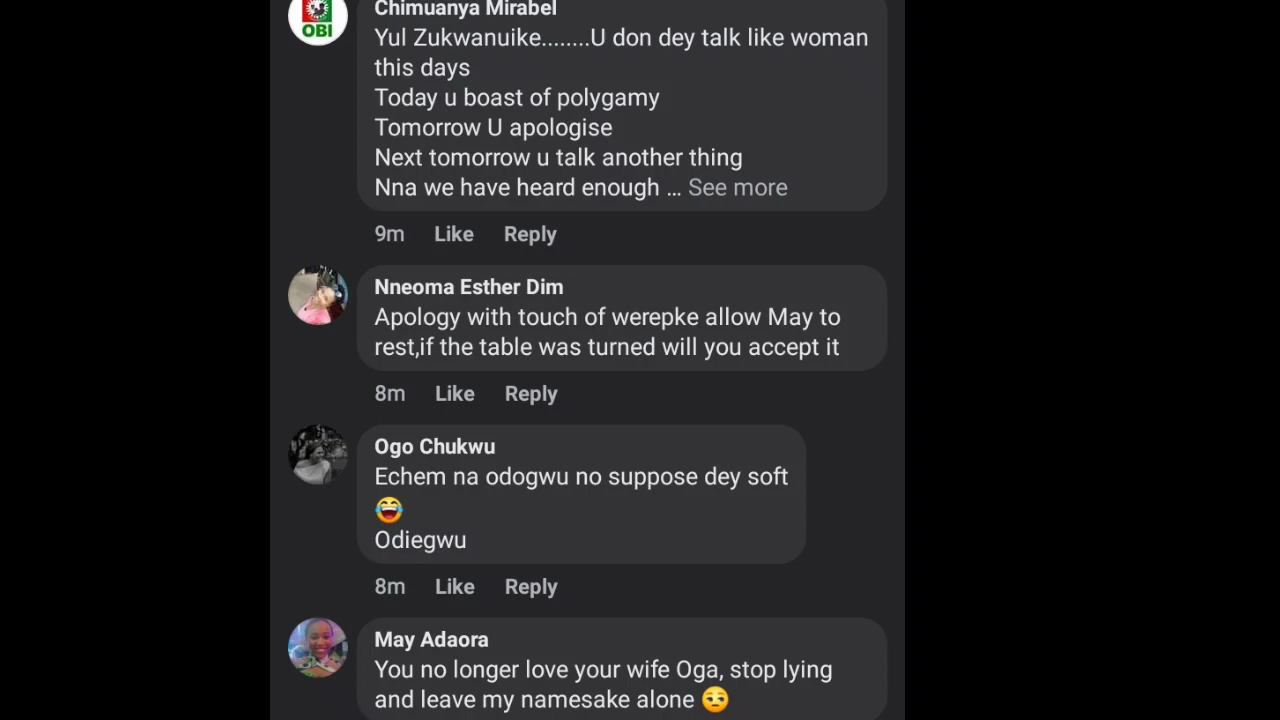 OBI
Chimuanya Mirabel
Yul Zukwanuike........U don dey talk like woman
this days
Today u boast of polygamy
Tomorrow U apologise
Next tomorrow u talk another thing
Nna we have heard enough ... See more
9m Like Reply
Nneoma Esther Dim
Apology with touch of werepke allow May to
rest,if the table was turned will you accept it
8m Like Reply
Ogo Chukwu
Echem na odogwu no suppose dey soft
😂
Odiegwu
8m Like Reply
May Adaora
You no longer love your wife Oga, stop lying
and leave my namesake alone 😒